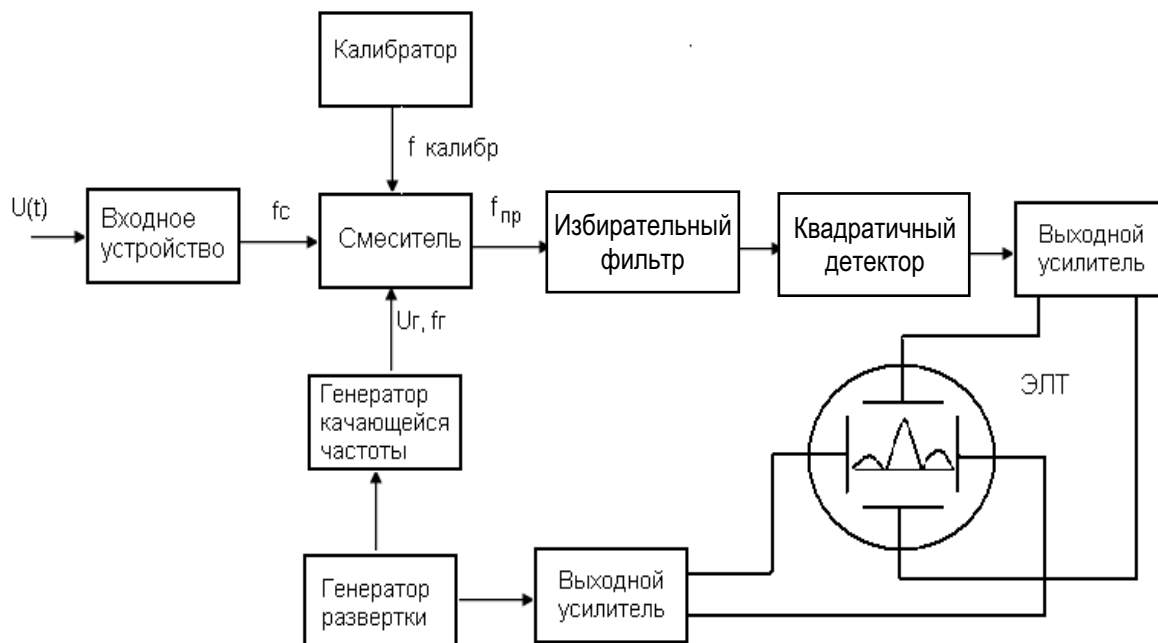 Калибратор
f калибр
U(t)
Входное
устройство
fc
Смеситель
fпр
Избирательный
фильтр
Квадратичный
детектор
Выходной
усилитель
Uг, fг
Генератор
качающейся
частоты
ЭЛТ
Генератор
развертки
Выходной
усилитель